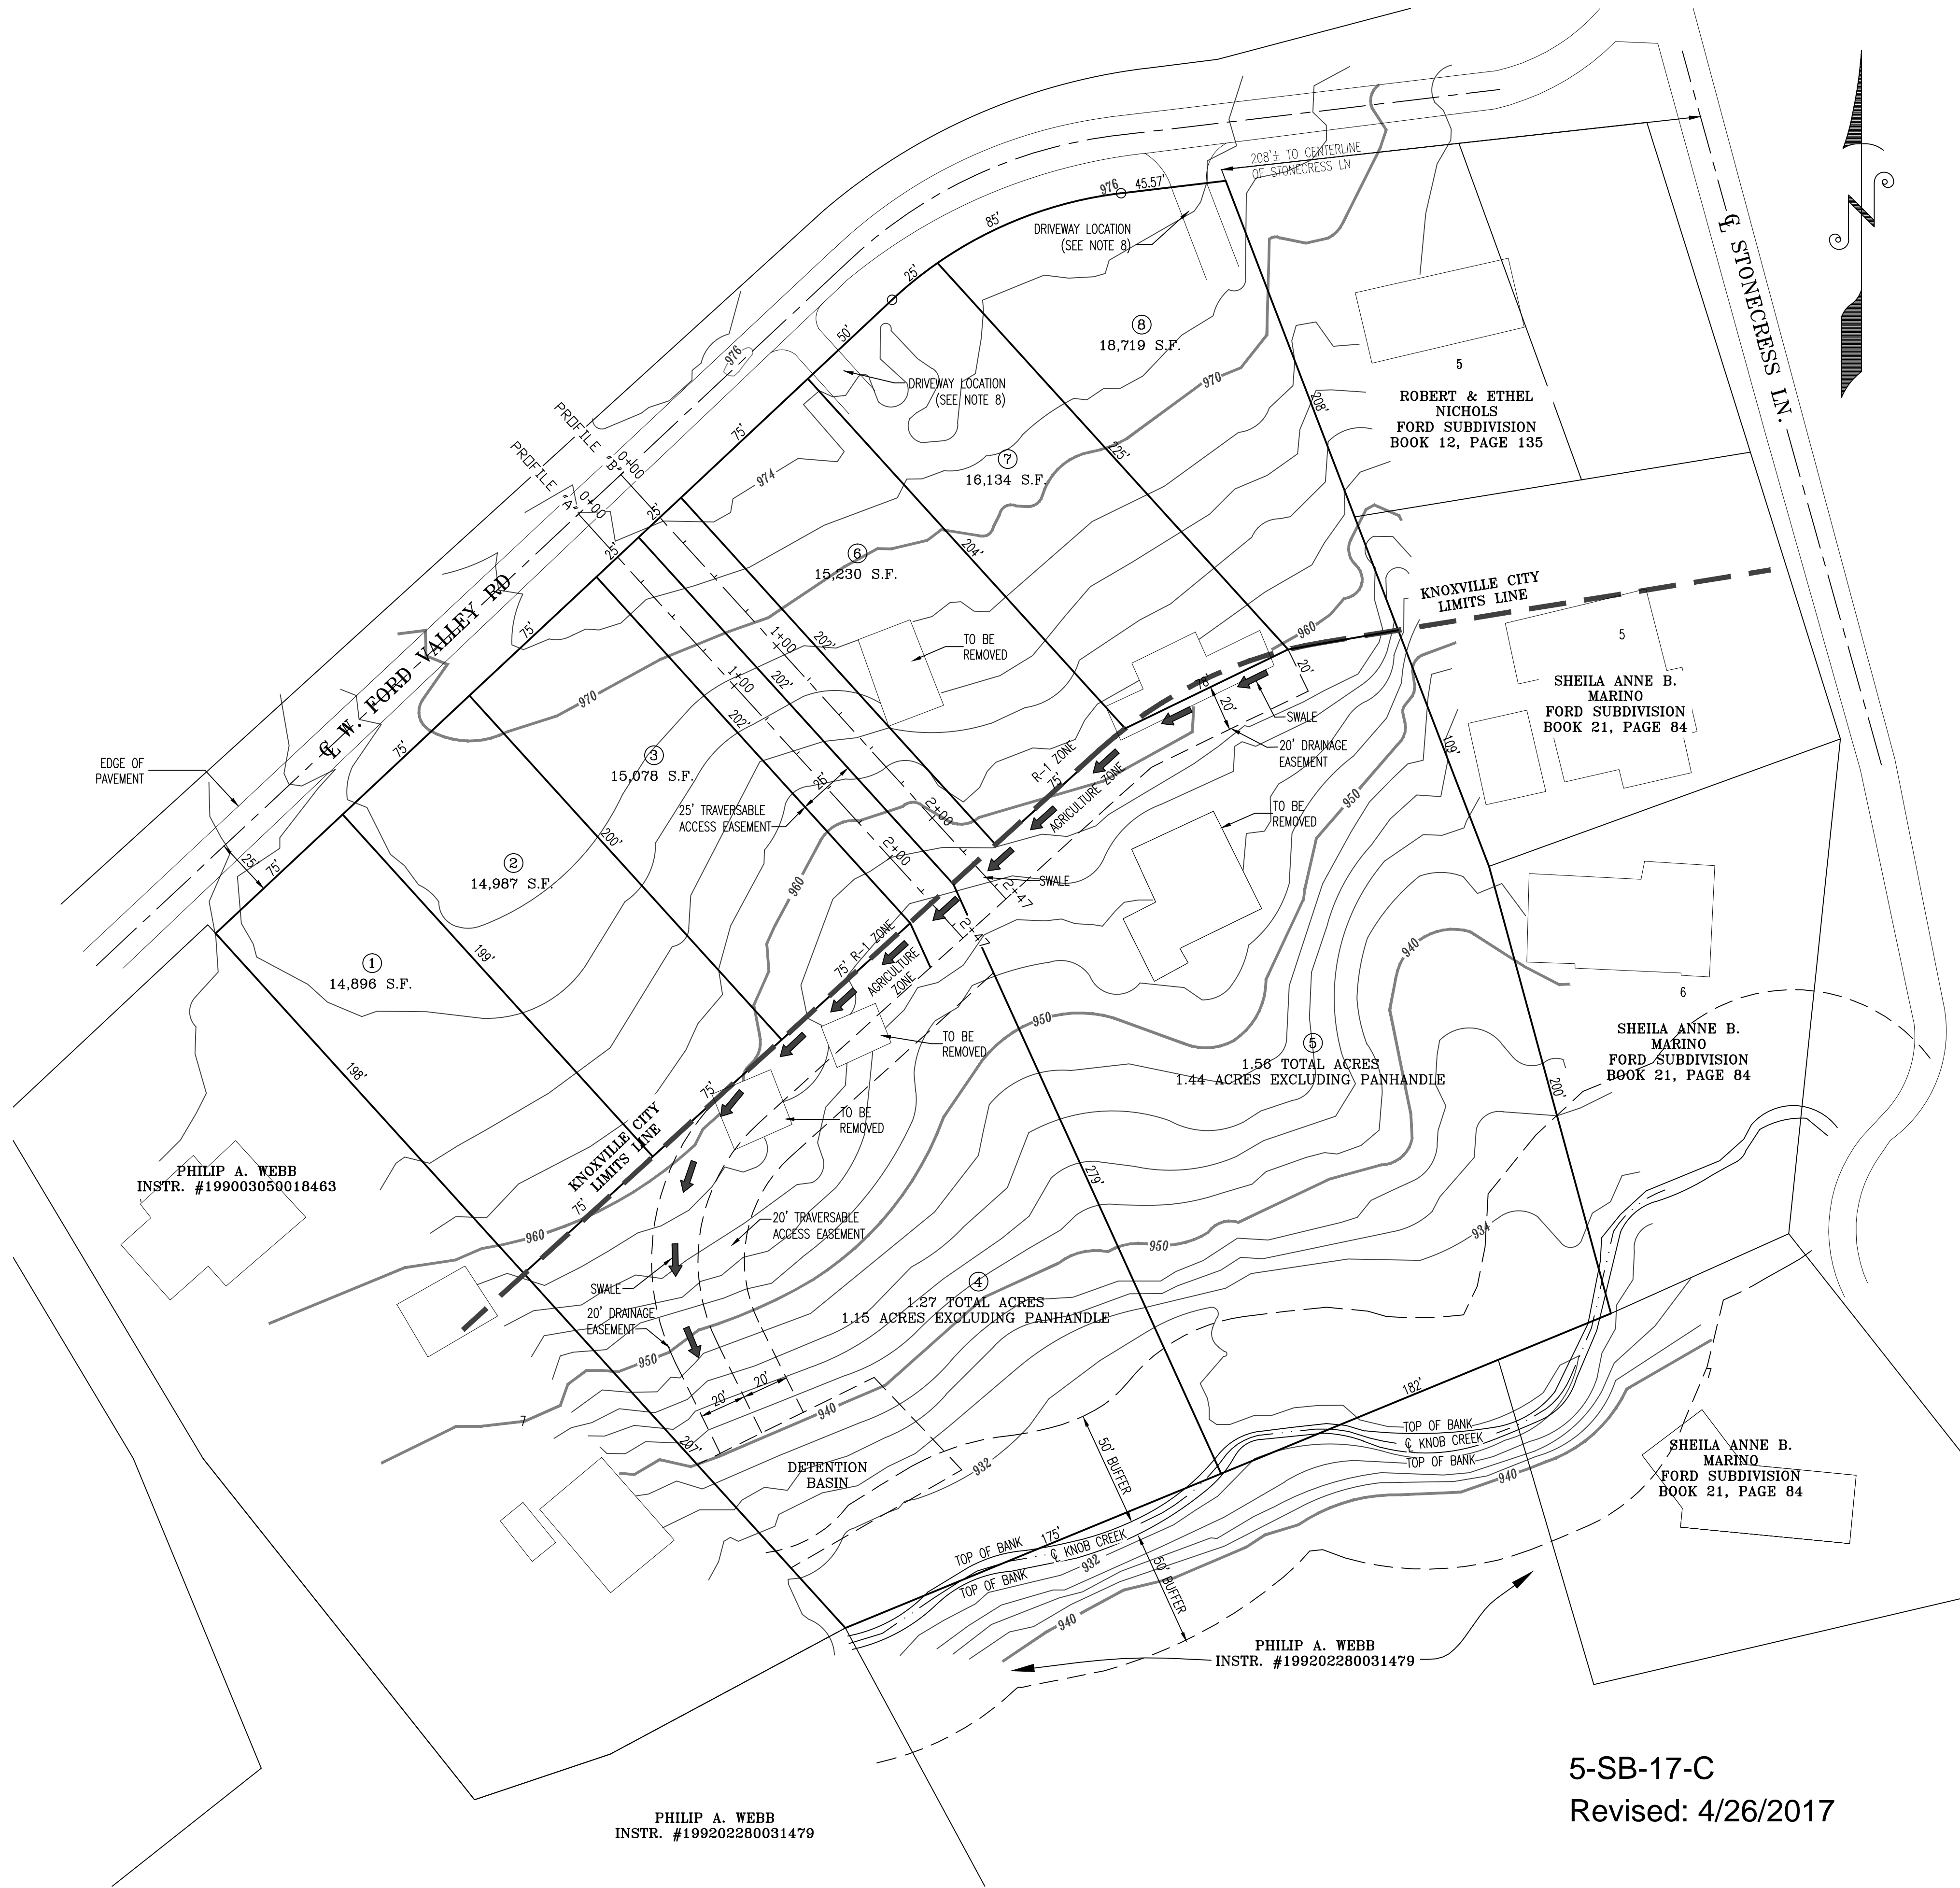 208'± TO CENTERLINE
OF STONECRESS LN
976
45.57'
85'
DRIVEWAY LOCATION
(SEE NOTE 8)
25'
℄ STONECRESS LN.
50'
8
18,719 S.F.
976
DRIVEWAY LOCATION
(SEE NOTE 8)
5
ROBERT & ETHEL
NICHOLS
FORD SUBDIVISION
BOOK 12, PAGE 135
970
208'
75'
PROFILE "B"
0+00
PROFILE "A"
0+00
225'
7
16,134 S.F.
974
25'
25'
204'
6
15,230 S.F.
℄ W. FORD VALLEY RD
KNOXVILLE CITY
LIMITS LINE
75'
1+00
202'
TO BE
REMOVED
960
5
1+00
202'
20'
78'
20'
SWALE
SHEILA ANNE B.
MARINO
FORD SUBDIVISION
BOOK 21, PAGE 84
970
202'
75'
3
15,078 S.F.
20' DRAINAGE
EASEMENT
109'
EDGE OF
PAVEMENT
R-1 ZONE
75'
AGRICULTURE ZONE
25'
25' TRAVERSABLE
ACCESS EASEMENT
950
2+00
TO BE
REMOVED
200'
2+00
25'
75'
2
14,987 S.F.
960
SWALE
2+47
2+47
R-1 ZONE
75'
AGRICULTURE
ZONE
199'
1
14,896 S.F.
940
6
950
TO BE
REMOVED
5
1.56 TOTAL ACRES
1.44 ACRES EXCLUDING PANHANDLE
SHEILA ANNE B.
MARINO
FORD SUBDIVISION
BOOK 21, PAGE 84
198'
75'
200'
TO BE
REMOVED
KNOXVILLE CITY
LIMITS LINE
PHILIP A. WEBB
INSTR. #199003050018463
279'
75'
20' TRAVERSABLE
ACCESS EASEMENT
960
934
950
SWALE
4
1.27 TOTAL ACRES
1.15 ACRES EXCLUDING PANHANDLE
20' DRAINAGE
EASEMENT
950
7
20'
20'
182'
940
7
TOP OF BANK
℄ KNOB CREEK
TOP OF BANK
207'
DETENTION
BASIN
932
50' BUFFER
940
SHEILA ANNE B.
MARINO
FORD SUBDIVISION
BOOK 21, PAGE 84
TOP OF BANK
175'
℄ KNOB CREEK
932
TOP OF BANK
50' BUFFER
940
PHILIP A. WEBB
INSTR. #199202280031479
5-SB-17-C
Revised: 4/26/2017
PHILIP A. WEBB
INSTR. #199202280031479